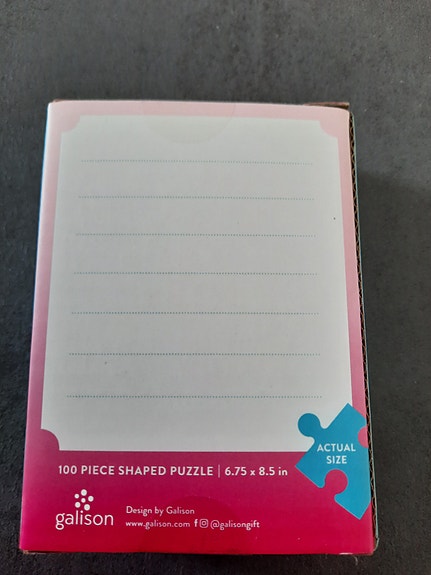 ACTUAL
SIZE
100 PIECE SHAPED PUZZLE | 6.75 x 8.5 in
galison
Design by Galison
www.galison.com f @galisongift